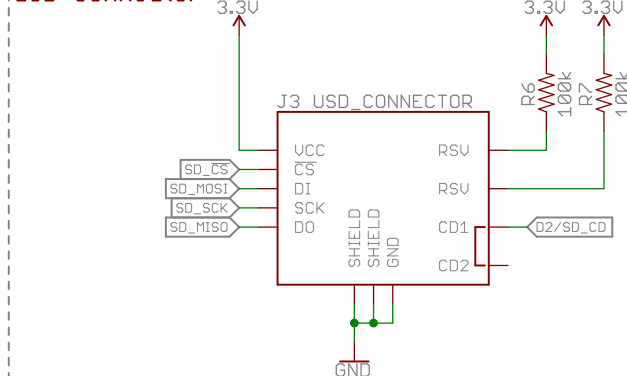 3.3V
3.3V
3.3V
R6
100k
R7
100k
J3 USD_CONNECTOR
VCC
RSV
SD_CS
CS
SD_MOSI
DI
RSV
SD_SCK
SCK
SD_MISO
DO
CD1
D2/SD_CD
SHIELD
SHIELD
GND
CD2
GND